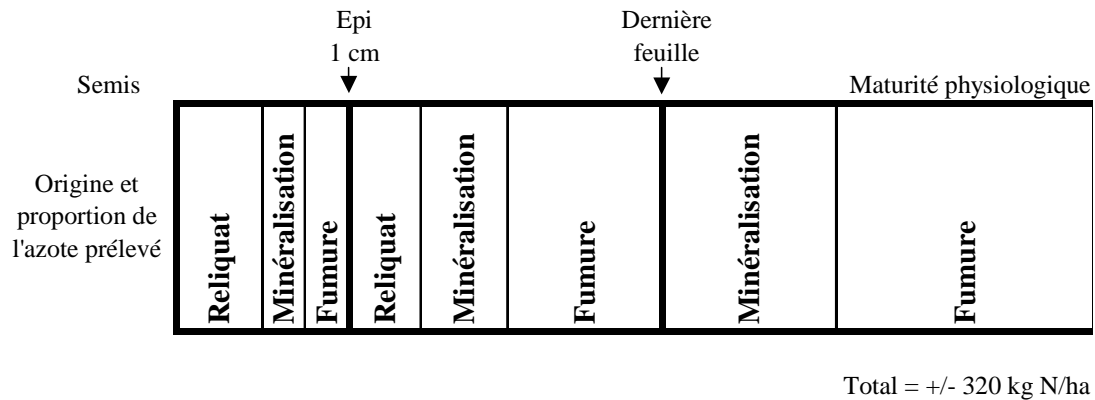 Epi
1 cm
Dernière
feuille
Semis
Maturité physiologique
Origine et
proportion de
l'azote prélevé
Reliquat
Minéralisation
Fumure
Reliquat
Minéralisation
Fumure
Minéralisation
Fumure
Total = +/- 320 kg N/ha